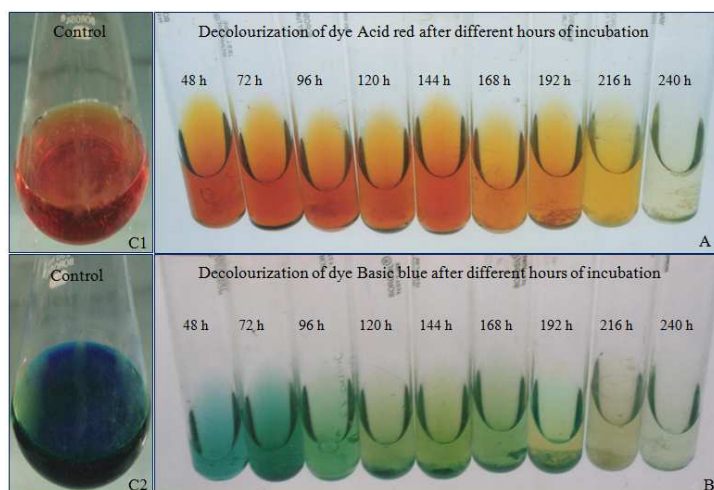 Control
Decolourization of dye Acid red after different hours of incubation
48 h 72 h 96 h 120 h 144 h 168 h 192 h 216 h 240 h
C1
A
Control
Decolourization of dye Basic blue after different hours of incubation
48 h 72 h 96 h 120 h 144 h 168 h 192 h 216 h 240 h
C2
B